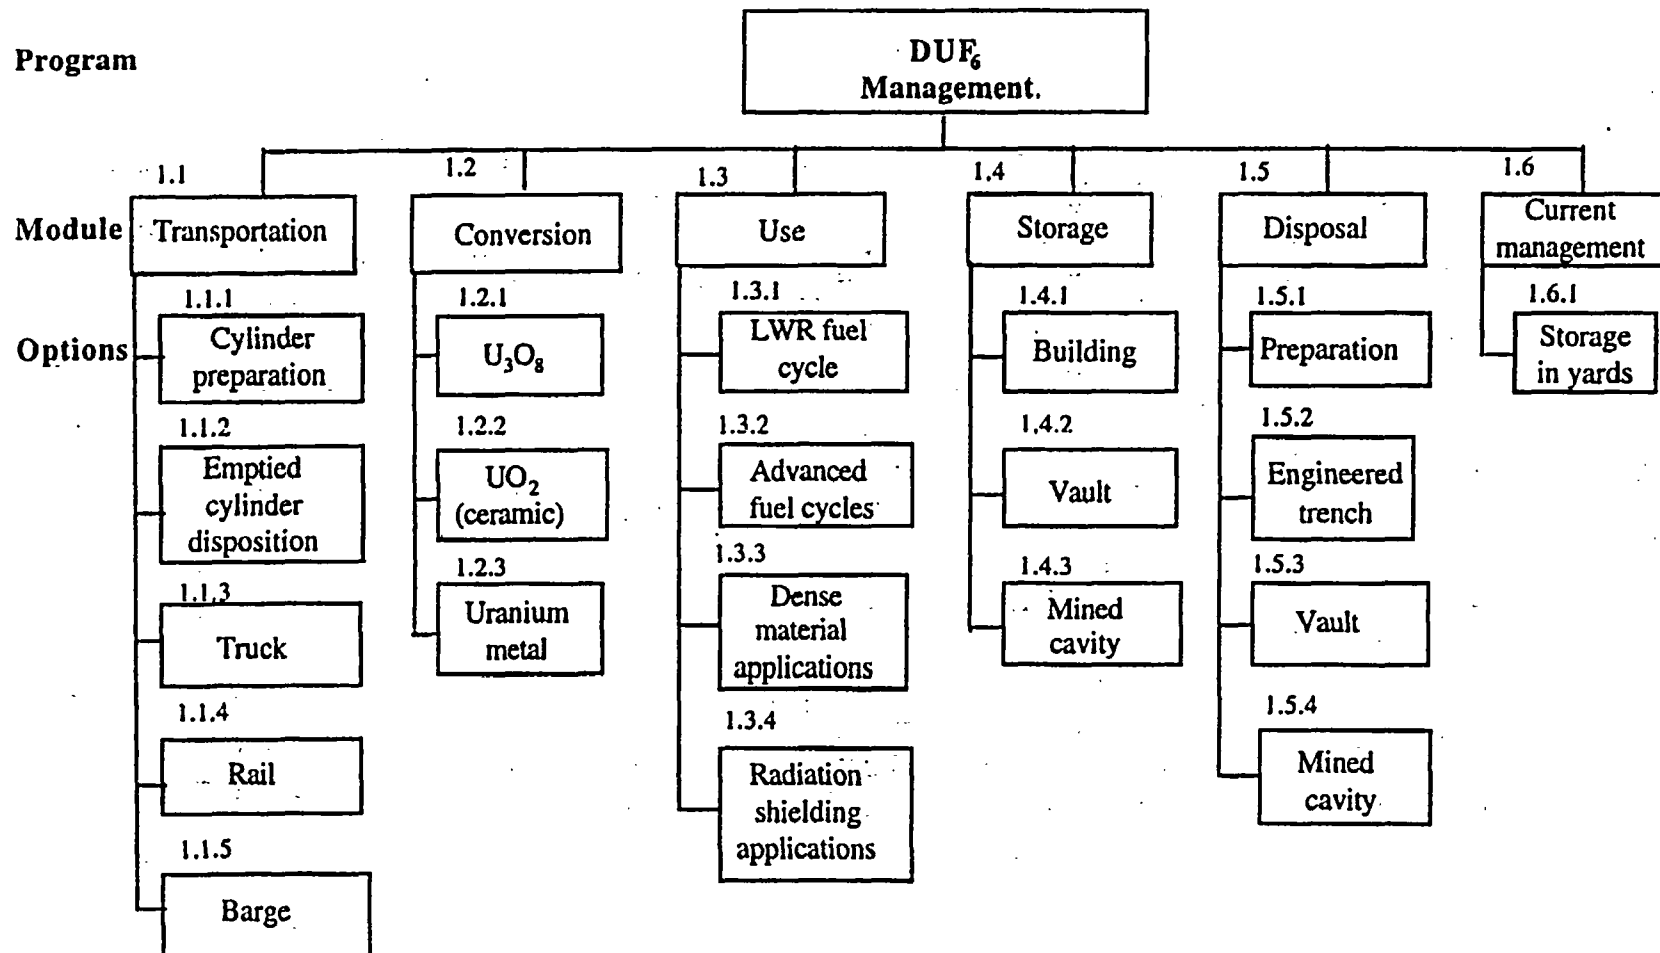 Program
DUF₆
Management.
1.1
1.2
1.3
1.4
1.5
1.6
Module
Transportation
Conversion
Use
Storage
Disposal
Current
management
Options
1.1.1
Cylinder
preparation
1.1.2
Emptied
cylinder
disposition
1.1.3
Truck
1.1.4
Rail
1.1.5
Barge
1.2.1
U₃O₈
1.2.2
UO₂
(ceramic)
1.2.3
Uranium
metal
1.3.1
LWR fuel
cycle
1.3.2
Advanced
fuel cycles
1.3.3
Dense
material
applications
1.3.4
Radiation
shielding
applications
1.4.1
Building
1.4.2
Vault
1.4.3
Mined
cavity
1.5.1
Preparation
1.5.2
Engineered
trench
1.5.3
Vault
1.5.4
Mined
cavity
1.6.1
Storage
in yards